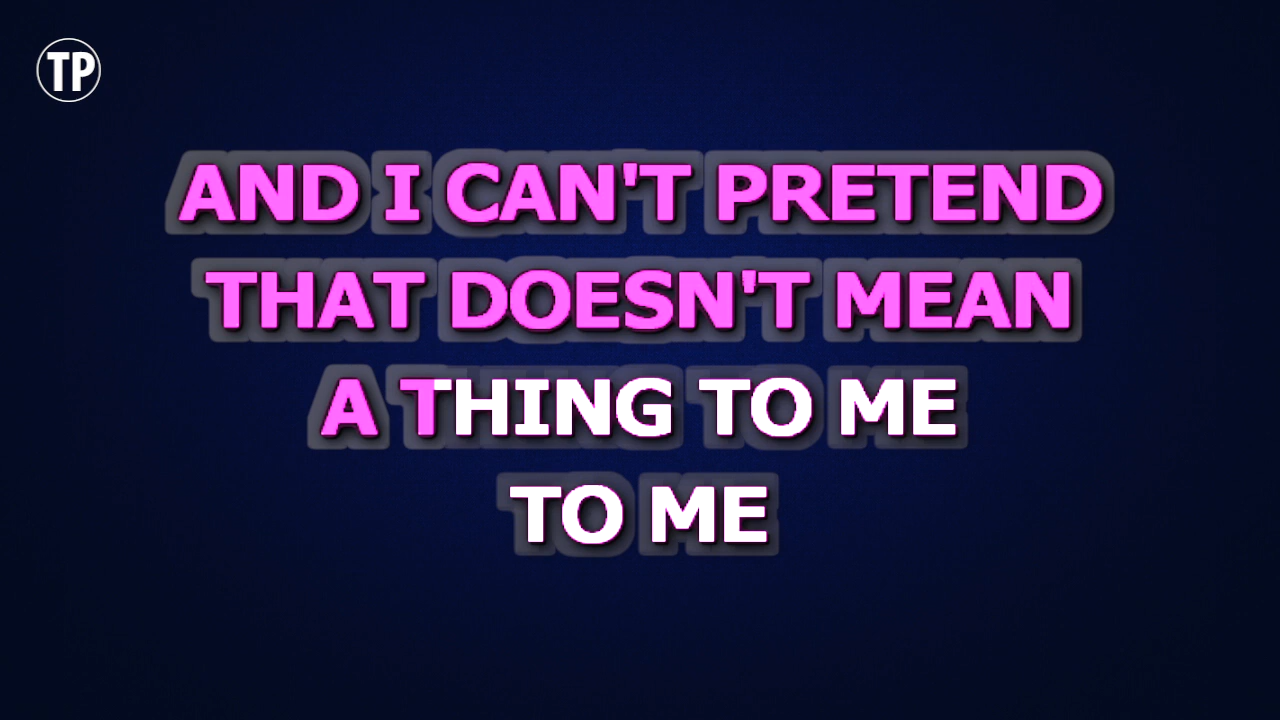 TP
AND I CAN'T PRETEND
THAT DOESN'T MEAN
A THING TO ME
TO ME